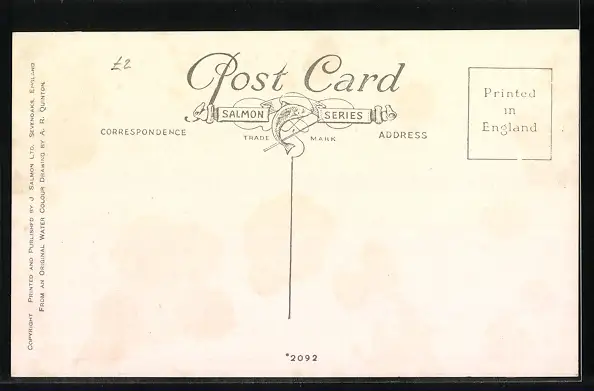 £2
Post Card
SALMON SERIES
TRADE MARK
CORRESPONDENCE
ADDRESS
Printed
in
England
COPYRIGHT PRINTED AND PUBLISHED BY J SALMON LTD, SEVENOAKS, ENGLAND
FROM AN ORIGINAL WATER COLOUR DRAWING BY A. R. QUINTON.
*2092